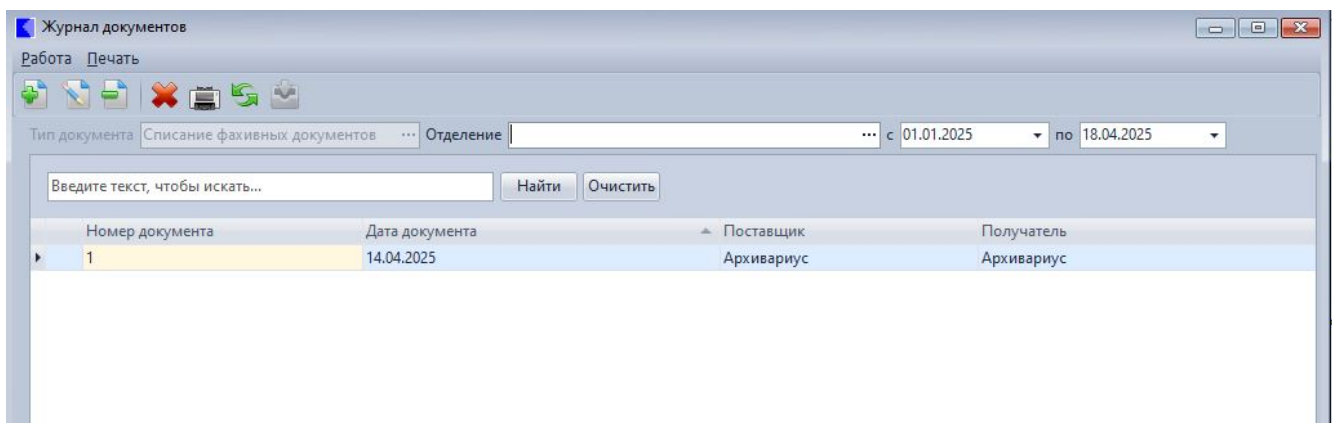 Журнал документов
Работа Печать
Тип документа Списание фахивных документов ... Отделение ... с 01.01.2025 по 18.04.2025
Введите текст, чтобы искать... Найти Очистить
Номер документа Дата документа Поставщик Получатель
1 14.04.2025 Архивариус Архивариус